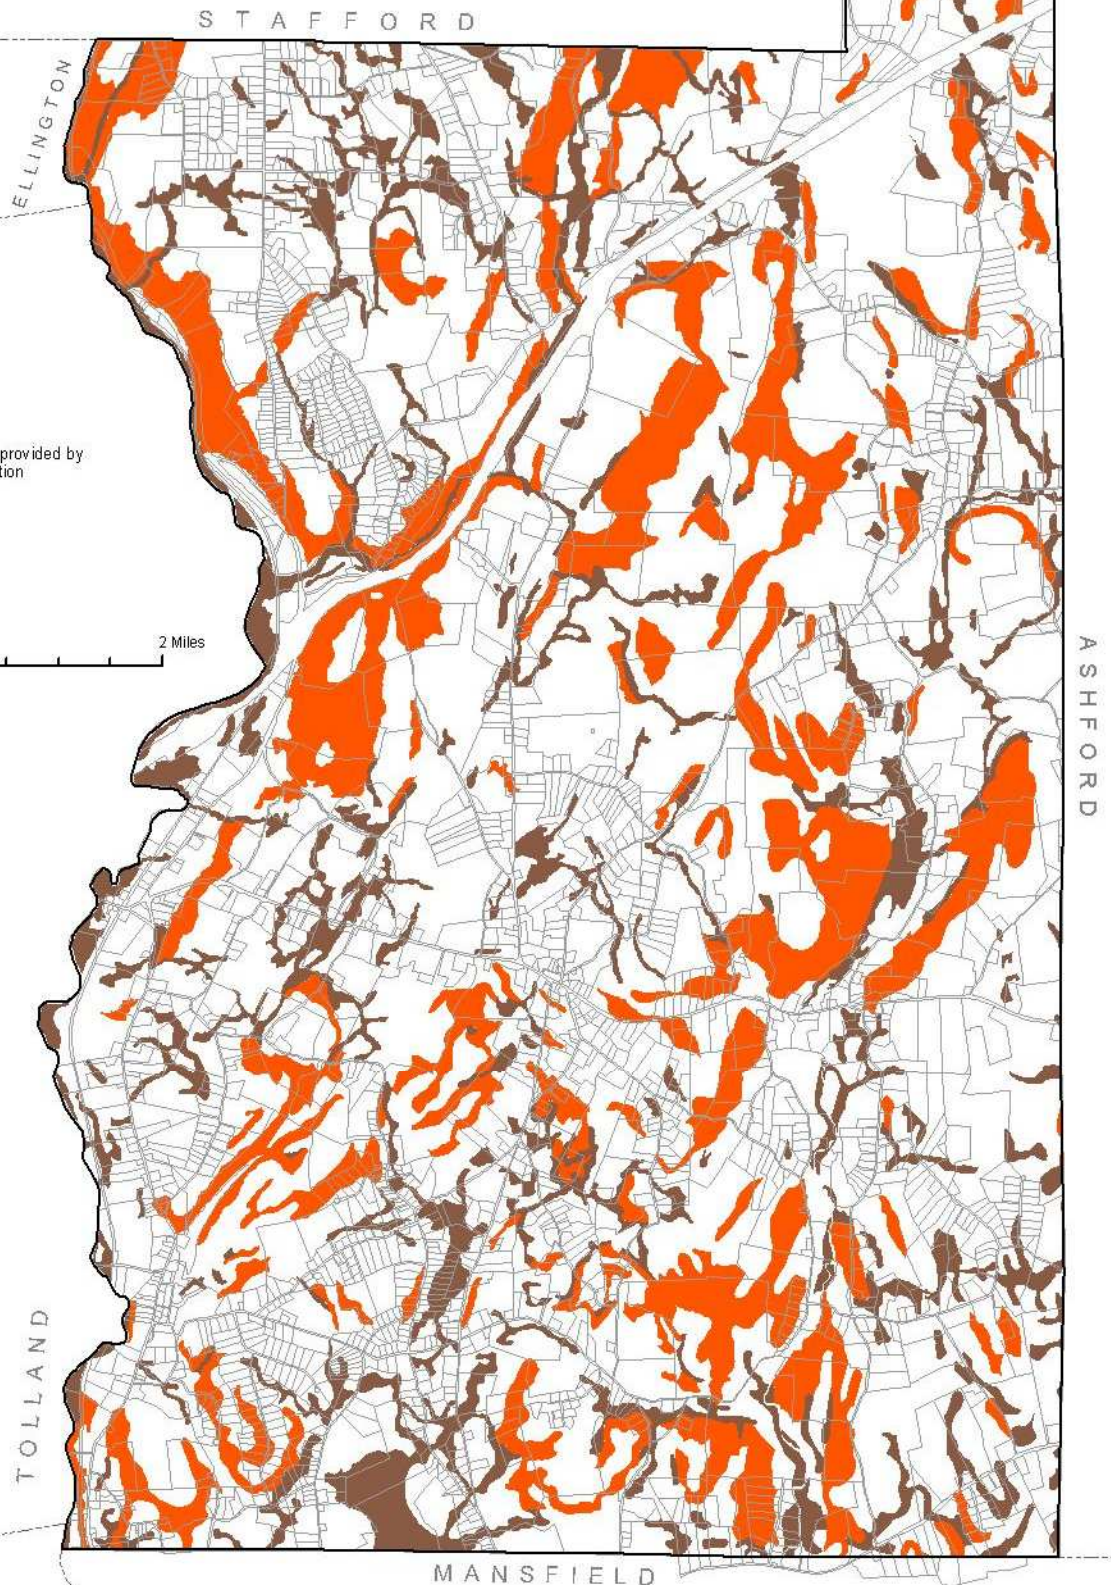 STAFFORD
ELLINGTON
provided by
tion
2 Miles
ASHFORD
TOLLAND
MANSFIELD